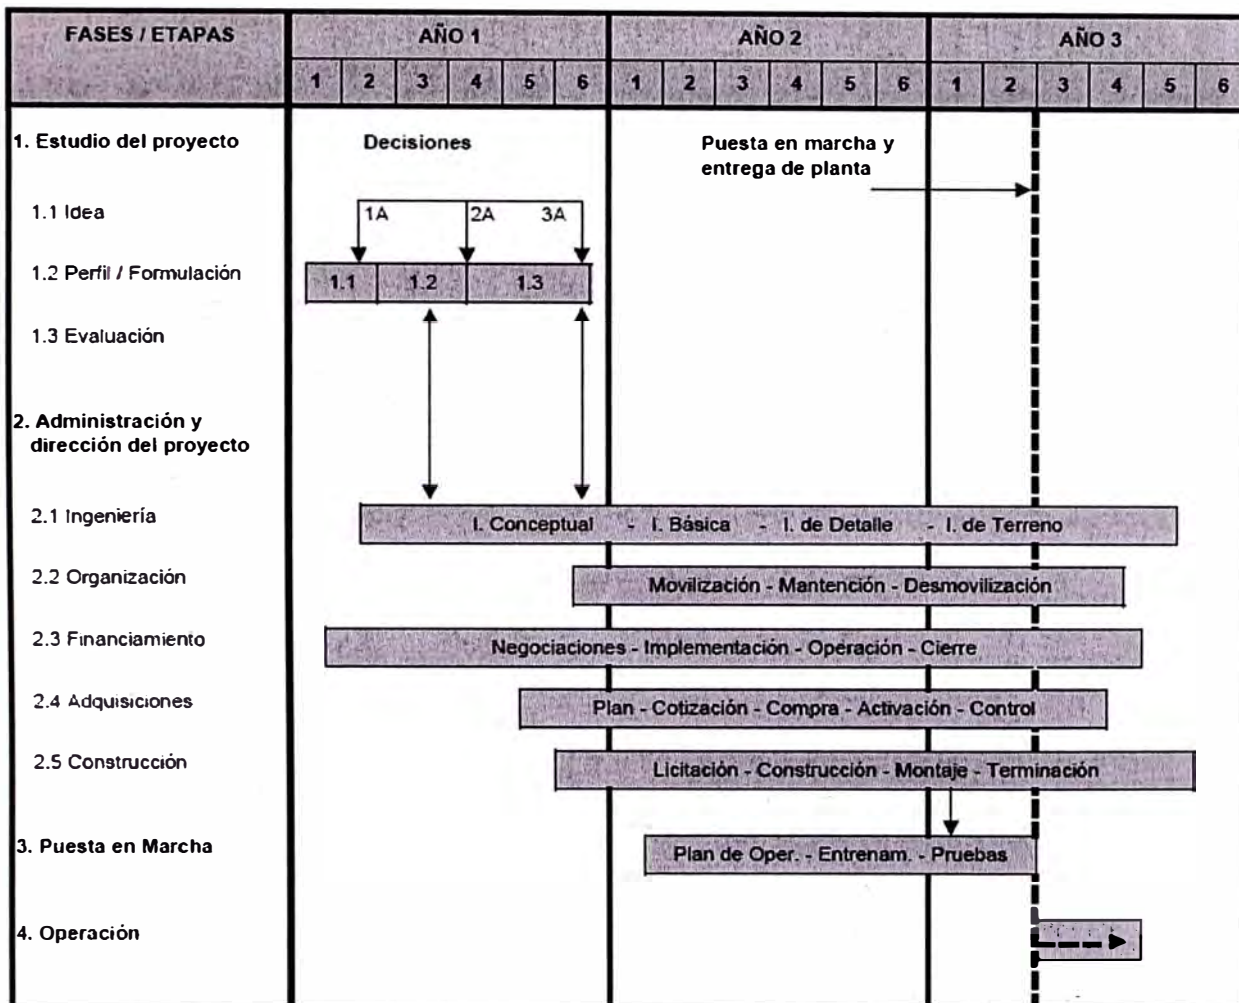 FASES / ETAPAS
AÑO 1
AÑO 2
AÑO 3
1 2 3 4 5 6 1 2 3 4 5 6 1 2 3 4 5 6
1. Estudio del proyecto
Decisiones
Puesta en marcha y
entrega de planta
1.1 Idea
1A 2A 3A
1.2 Perfil / Formulación
1.1 1.2 1.3
1.3 Evaluación
2. Administración y
dirección del proyecto
2.1 Ingeniería
I. Conceptual - I. Básica - I. de Detalle - I. de Terreno
2.2 Organización
Movilización - Mantención - Desmovilización
2.3 Financiamiento
Negociaciones - Implementación - Operación - Cierre
2.4 Adquisiciones
Plan - Cotización - Compra - Activación - Control
2.5 Construcción
Licitación - Construcción - Montaje - Terminación
3. Puesta en Marcha
Plan de Oper. - Entrenam. - Pruebas
4. Operación